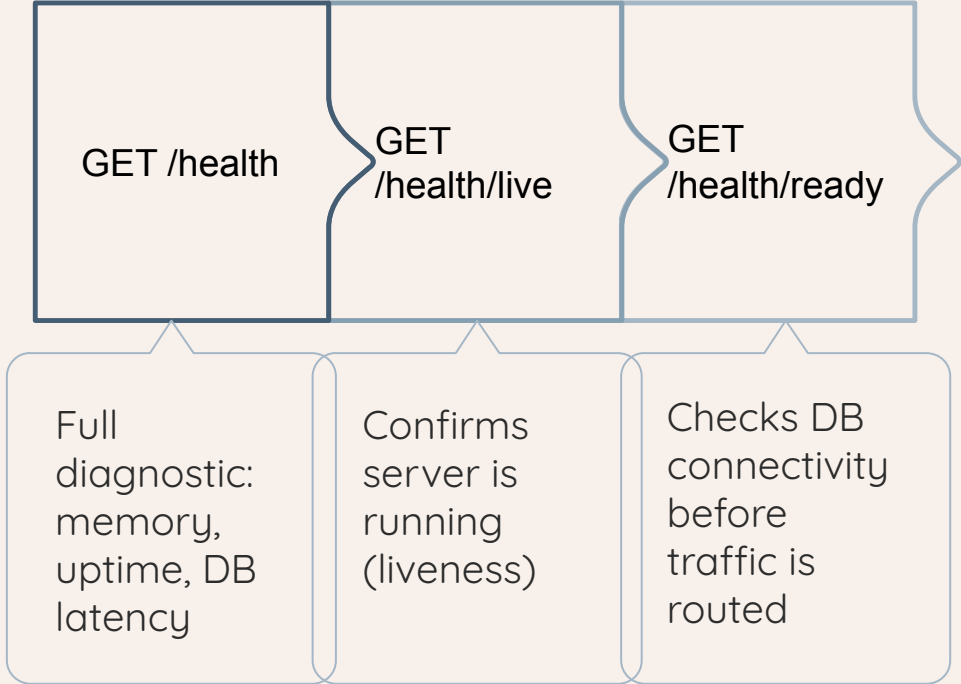 GET /health
GET
/health/live
GET
/health/ready
Full
diagnostic:
memory,
uptime, DB
latency
Confirms
server is
running
(liveness)
Checks DB
connectivity
before
traffic is
routed